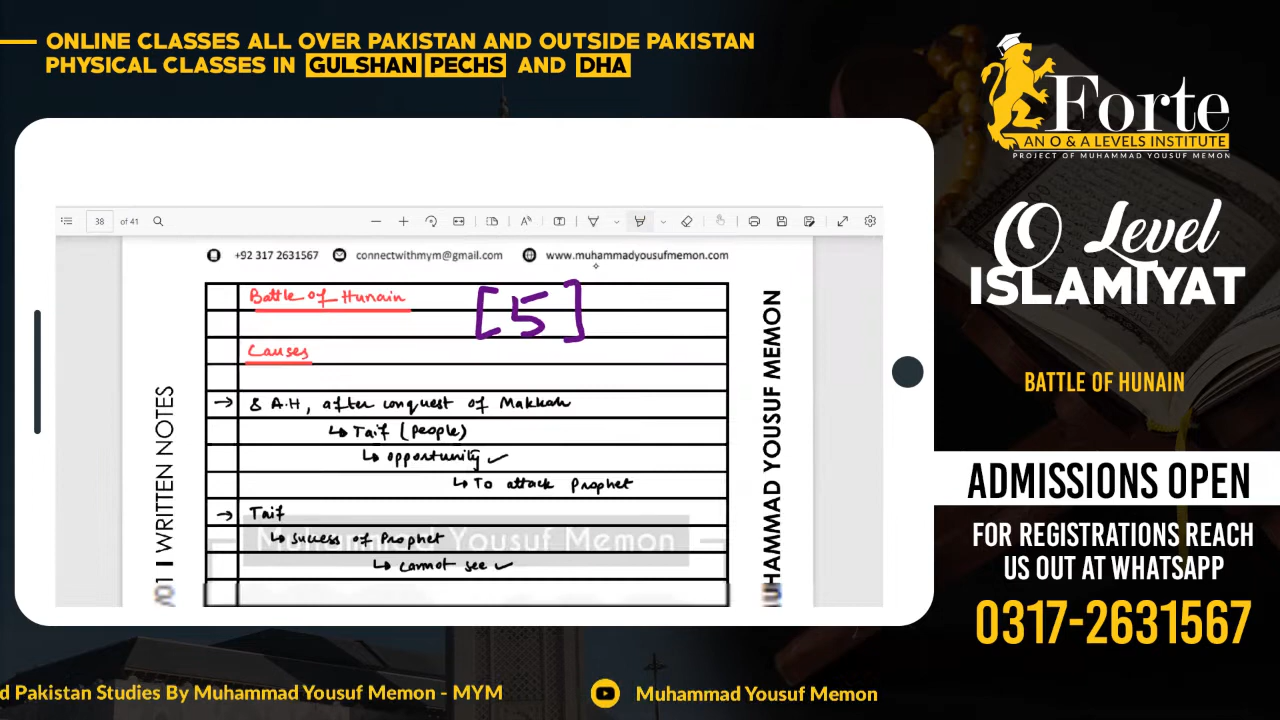 ONLINE CLASSES ALL OVER PAKISTAN AND OUTSIDE PAKISTAN
PHYSICAL CLASSES IN GULSHAN PECHS AND DHA
Forte
AN O & A LEVELS INSTITUTE
PROJECT OF MUHAMMAD YOUSUF MEMON
O Level
ISLAMIYAT
BATTLE OF HUNAIN
ADMISSIONS OPEN
FOR REGISTRATIONS REACH
US OUT AT WHATSAPP
0317-2631567
38 of 41
+92 317 2631567 connectwithmym@gmail.com www.muhammadyousufmemon.com
Battle of Hunain [5]
Causes
→ 8 A.H, after conquest of Makkah
↳ Taif (people)
↳ opportunity ✓
↳ To attack Prophet
→ Taif
↳ success of Prophet
↳ cannot see ✓
Muhammad Yousuf Memon
01 I WRITTEN NOTES
UHAMMAD YOUSUF MEMON
d Pakistan Studies By Muhammad Yousuf Memon - MYM
Muhammad Yousuf Memon